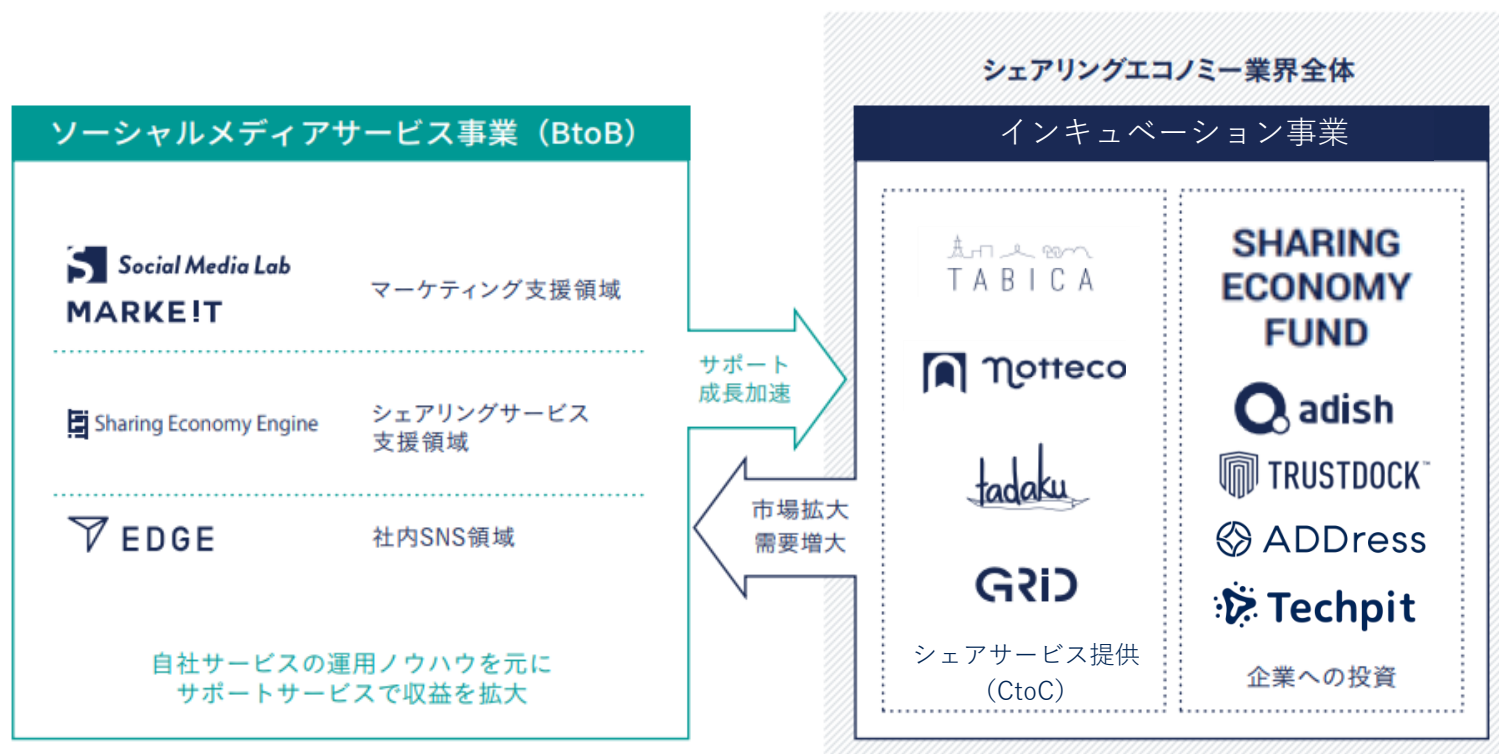 シェアリングエコノミー業界全体
ソーシャルメディアサービス事業（BtoB）
Social Media Lab
MARKE!T
マーケティング支援領域
Sharing Economy Engine
シェアリングサービス
支援領域
EDGE
社内SNS領域
自社サービスの運用ノウハウを元に
サポートサービスで収益を拡大
サポート
成長加速
市場拡大
需要増大
インキュベーション事業
TABICA
notteco
tadaku
GRiD
シェアサービス提供
（CtoC）
SHARING
ECONOMY
FUND
adish
TRUSTDOCK™
ADDress
Techpit
企業への投資